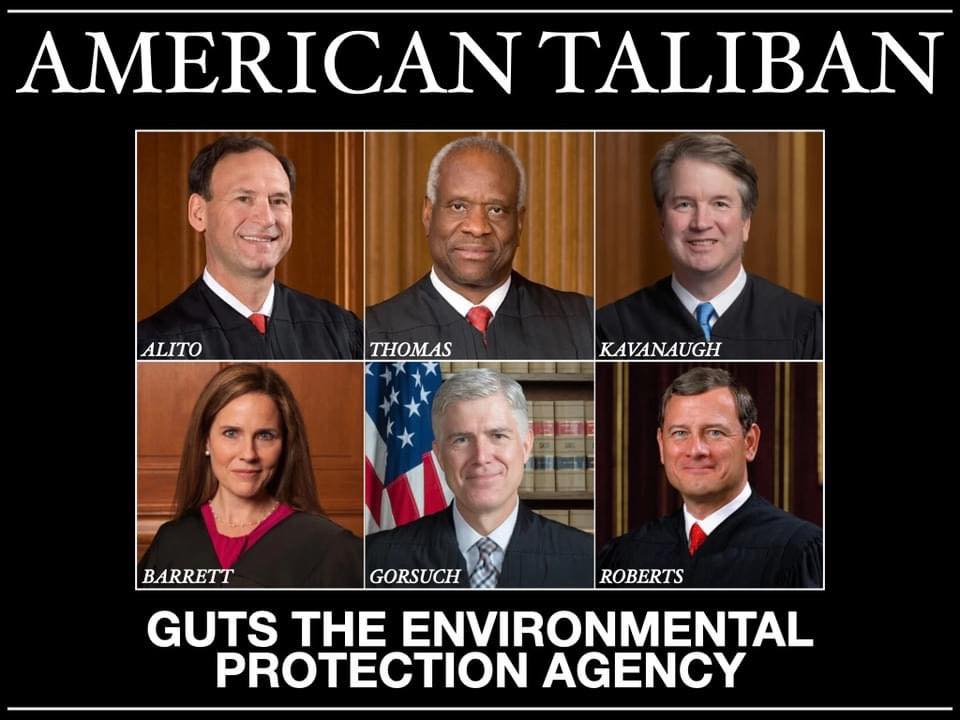 AMERICAN TALIBAN
ALITO
THOMAS
KAVANAUGH
BARRETT
GORSUCH
ROBERTS
GUTS THE ENVIRONMENTAL
PROTECTION AGENCY